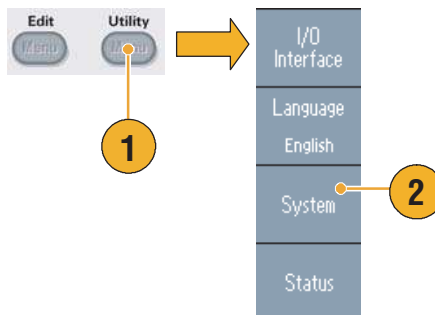 Edit Utility
Menu Menu
1
I/O
Interface
Language
English
System
2
Status